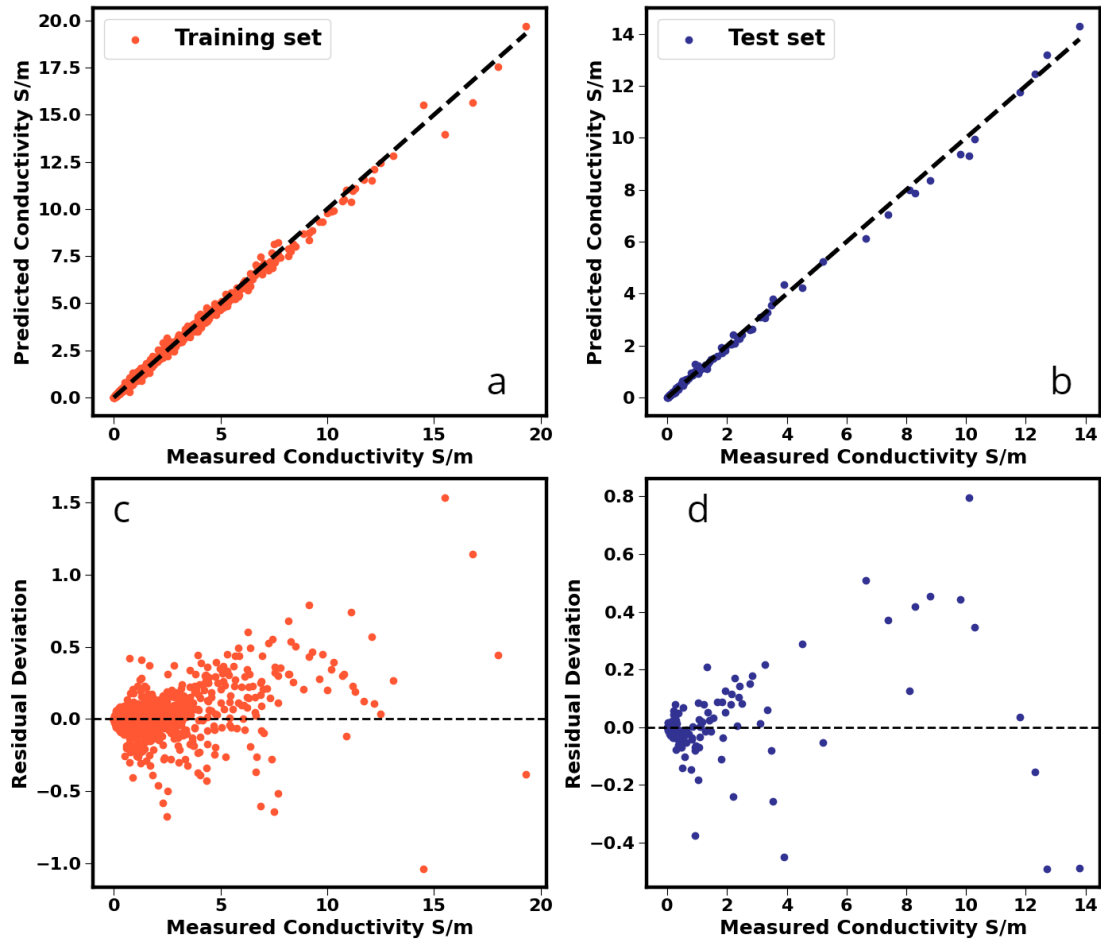 Training set
20.0
17.5
15.0
12.5
10.0
7.5
5.0
2.5
0.0
Predicted Conductivity S/m
a
0 5 10 15 20
Measured Conductivity S/m
Test set
14
12
10
8
6
4
2
0
Predicted Conductivity S/m
b
0 2 4 6 8 10 12 14
Measured Conductivity S/m
c
1.5
1.0
0.5
0.0
−0.5
−1.0
Residual Deviation
0 5 10 15 20
Measured Conductivity S/m
d
0.8
0.6
0.4
0.2
0.0
−0.2
−0.4
Residual Deviation
0 2 4 6 8 10 12 14
Measured Conductivity S/m